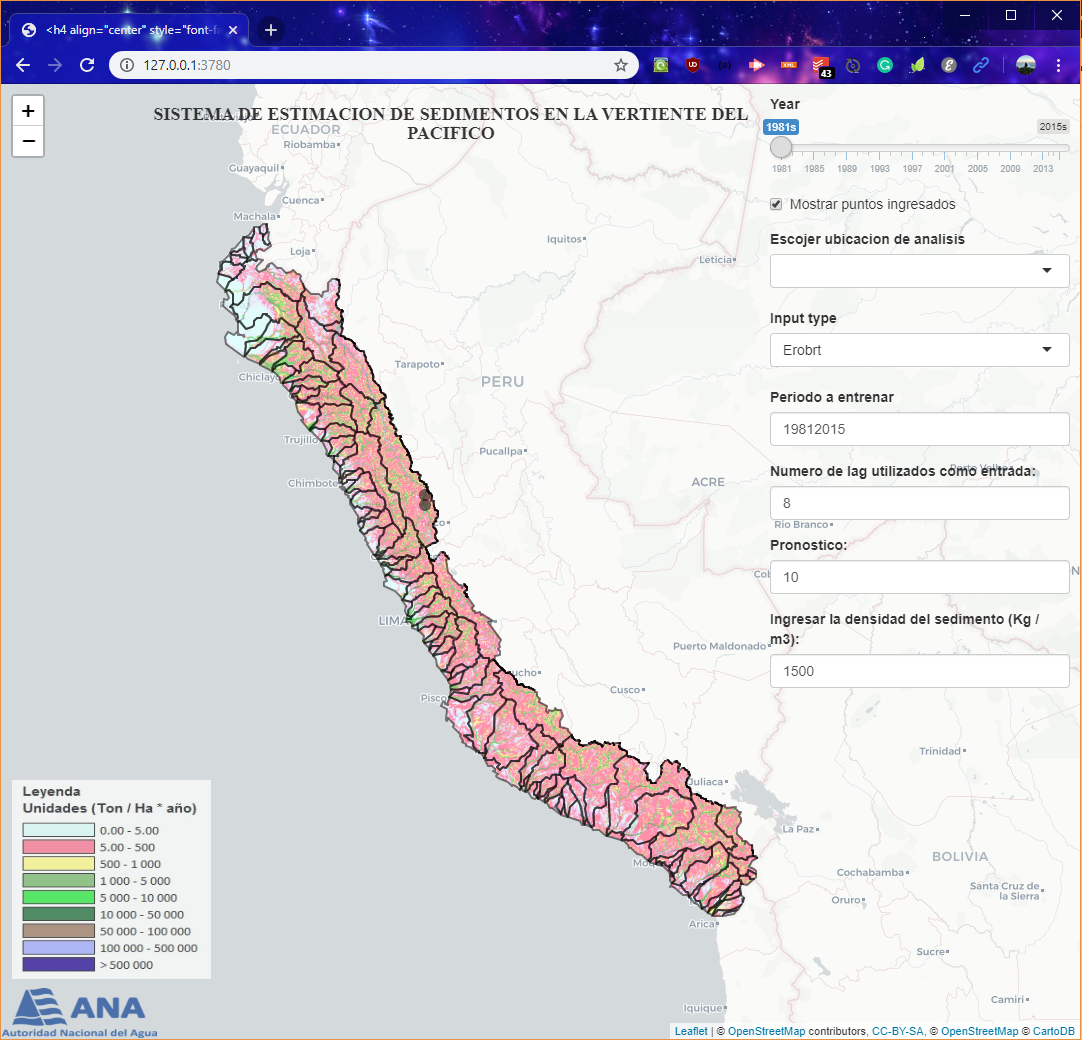 <h4 align="center" style="font-f
127.0.0.1:3780
43
+
−
SISTEMA DE ESTIMACION DE SEDIMENTOS EN LA VERTIENTE DEL
PACIFICO
ECUADOR
Riobamba
Guayaquil
Cuenca
Machala
Loja
Iquitos
Leticia
Tarapoto
PERU
Chiclayo
Trujillo
Pucallpa
Chimbote
ACRE
Rio Branco
LIMA
Puerto Maldonado
Pisco
Cusco
Trinidad
Juliaca
La Paz
BOLIVIA
Cochabamba
Santa Cruz de
la Sierra
Oruro
Arica
Sucre
Camiri
Iquique
Year
1981s
2015s
1981 1985 1989 1993 1997 2001 2005 2009 2013
Mostrar puntos ingresados
Escojer ubicacion de analisis
Input type
Erobrt
Periodo a entrenar
19812015
Numero de lag utilizados como entrada:
8
Pronostico:
10
Ingresar la densidad del sedimento (Kg /
m3):
1500
Leyenda
Unidades (Ton / Ha * año)
0.00 - 5.00
5.00 - 500
500 - 1 000
1 000 - 5 000
5 000 - 10 000
10 000 - 50 000
50 000 - 100 000
100 000 - 500 000
> 500 000
ANA
Autoridad Nacional del Agua
Leaflet | © OpenStreetMap contributors, CC-BY-SA, © OpenStreetMap © CartoDB